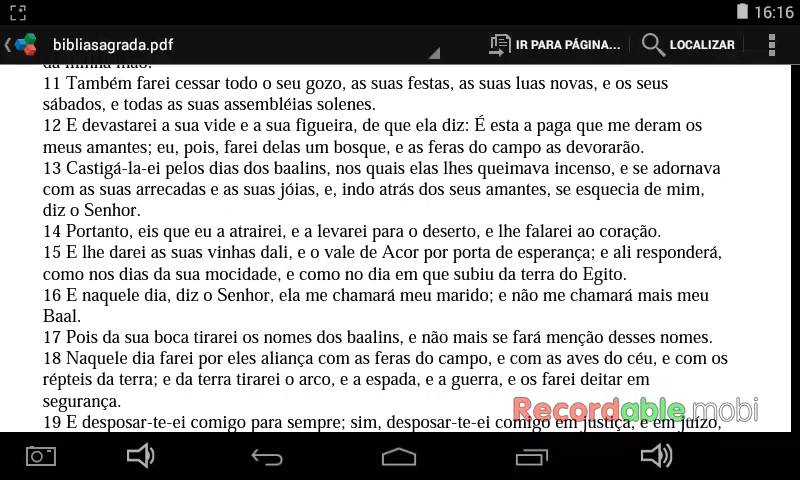 16:16
bibliasagrada.pdf
IR PARA PÁGINA...
LOCALIZAR
da minha mão.
11 Também farei cessar todo o seu gozo, as suas festas, as suas luas novas, e os seus
sábados, e todas as suas assembléias solenes.
12 E devastarei a sua vide e a sua figueira, de que ela diz: É esta a paga que me deram os
meus amantes; eu, pois, farei delas um bosque, e as feras do campo as devorarão.
13 Castigá-la-ei pelos dias dos baalins, nos quais elas lhes queimava incenso, e se adornava
com as suas arrecadas e as suas jóias, e, indo atrás dos seus amantes, se esquecia de mim,
diz o Senhor.
14 Portanto, eis que eu a atrairei, e a levarei para o deserto, e lhe falarei ao coração.
15 E lhe darei as suas vinhas dali, e o vale de Acor por porta de esperança; e ali responderá,
como nos dias da sua mocidade, e como no dia em que subiu da terra do Egito.
16 E naquele dia, diz o Senhor, ela me chamará meu marido; e não me chamará mais meu
Baal.
17 Pois da sua boca tirarei os nomes dos baalins, e não mais se fará menção desses nomes.
18 Naquele dia farei por eles aliança com as feras do campo, e com as aves do céu, e com os
répteis da terra; e da terra tirarei o arco, e a espada, e a guerra, e os farei deitar em
segurança.
Recordable.mobi
19 E desposar-te-ei comigo para sempre; sim, desposar-te-ei comigo em justiça, e em juízo,